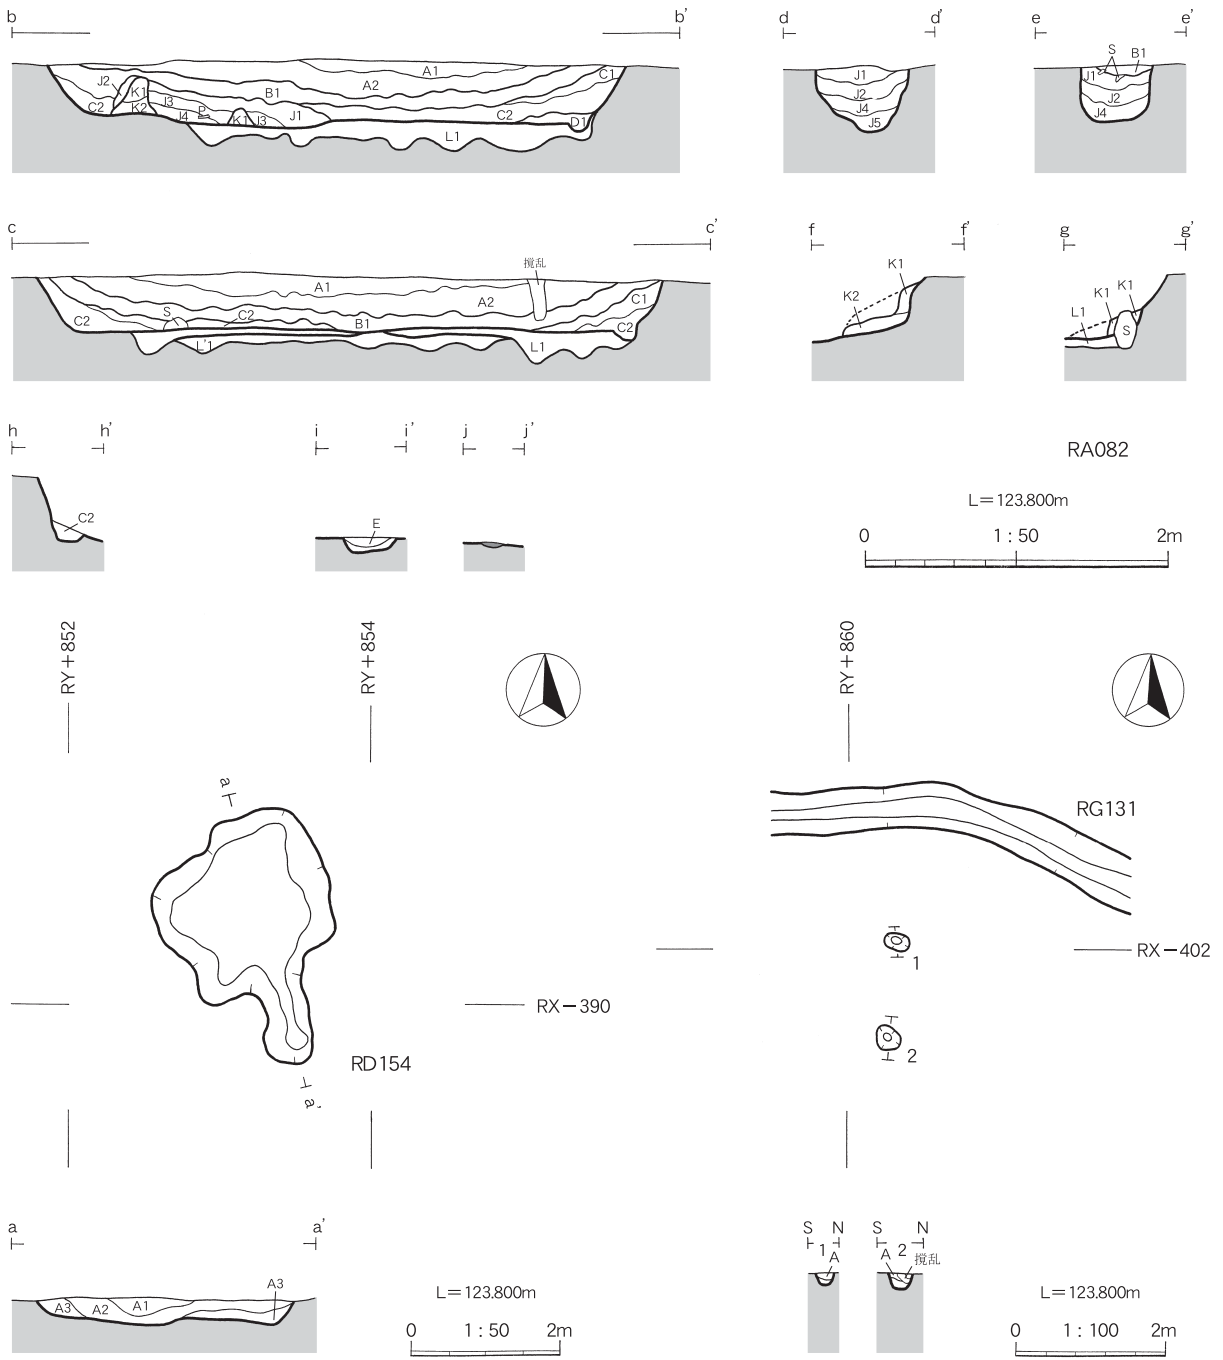 b b’ d d’ e e’
A1 A2 B1 C1 J2 K1 C2 K2 J3 P J4 K1 J3 J1 C2 D1 L1
J1 J2 J4 J5
S B1 J1 J2 J4
c c’ f f’ g g’
撹乱
A1 A2 C1 S C2 C2 B1 C2 L’1 L1
K1 K2
K1 K1 L1 S
h h’ i i’ j j’
C2 E
RA082
L=123.800m
0 1:50 2m
RY+852 RY+854 RY+860
a
RG131
RX−402
1
RX−390
2
RD154
a’
a a’
S N S N
1 2
A A 撹乱
A3
A3 A2 A1
L=123.800m
0 1:50 2m
L=123.800m
0 1:100 2m